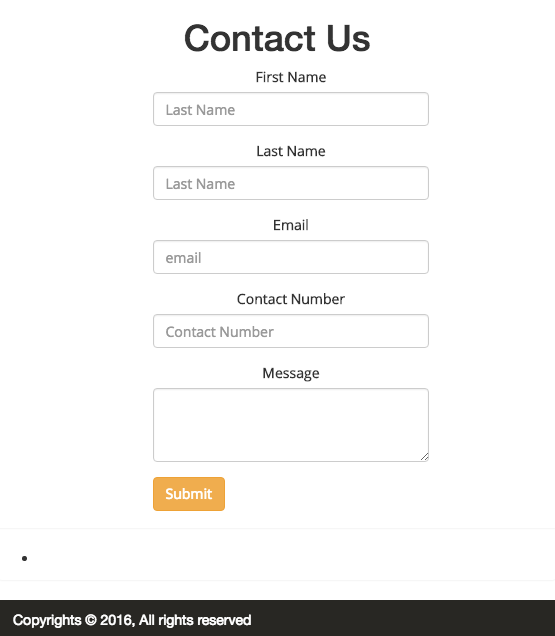 Contact Us
First Name
Last Name
Last Name
Last Name
Email
email
Contact Number
Contact Number
Message
Submit
Copyrights © 2016, All rights reserved